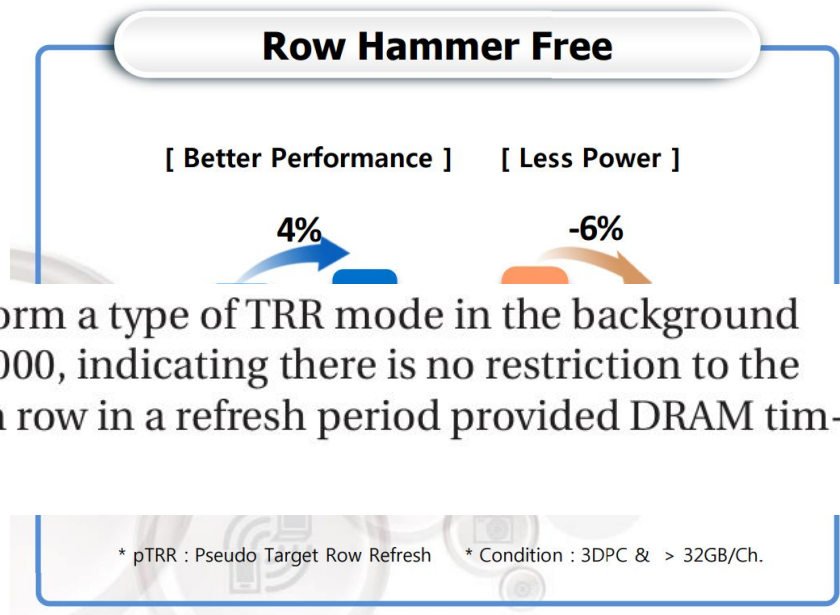 Row Hammer Free
[ Better Performance ] [ Less Power ]
4% -6%
a type of TRR mode in the background
indicating there is no restriction to the
row in a refresh period provided DRAM tim-
* pTRR : Pseudo Target Row Refresh * Condition : 3DPC & > 32GB/Ch.